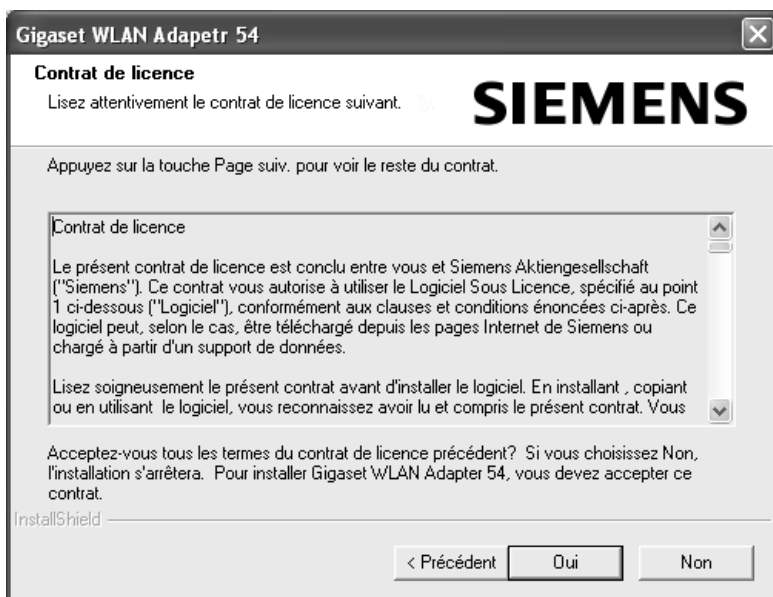 Gigaset WLAN Adapetr 54
Contrat de licence
Lisez attentivement le contrat de licence suivant.
SIEMENS
Appuyez sur la touche Page suiv. pour voir le reste du contrat.
Contrat de licence
Le présent contrat de licence est conclu entre vous et Siemens Aktiengesellschaft
("Siemens"). Ce contrat vous autorise à utiliser le Logiciel Sous Licence, spécifié au point
1 ci-dessous ("Logiciel"), conformément aux clauses et conditions énoncées ci-après. Ce
logiciel peut, selon le cas, être téléchargé depuis les pages Internet de Siemens ou
chargé à partir d'un support de données.
Lisez soigneusement le présent contrat avant d'installer le logiciel. En installant , copiant
ou en utilisant  le logiciel, vous reconnaissez avoir lu et compris le présent contrat. Vous
Acceptez-vous tous les termes du contrat de licence précédent?  Si vous choisissez Non,
l'installation s'arrêtera.  Pour installer Gigaset WLAN Adapter 54, vous devez accepter ce
contrat.
InstallShield
< Précédent
Oui
Non